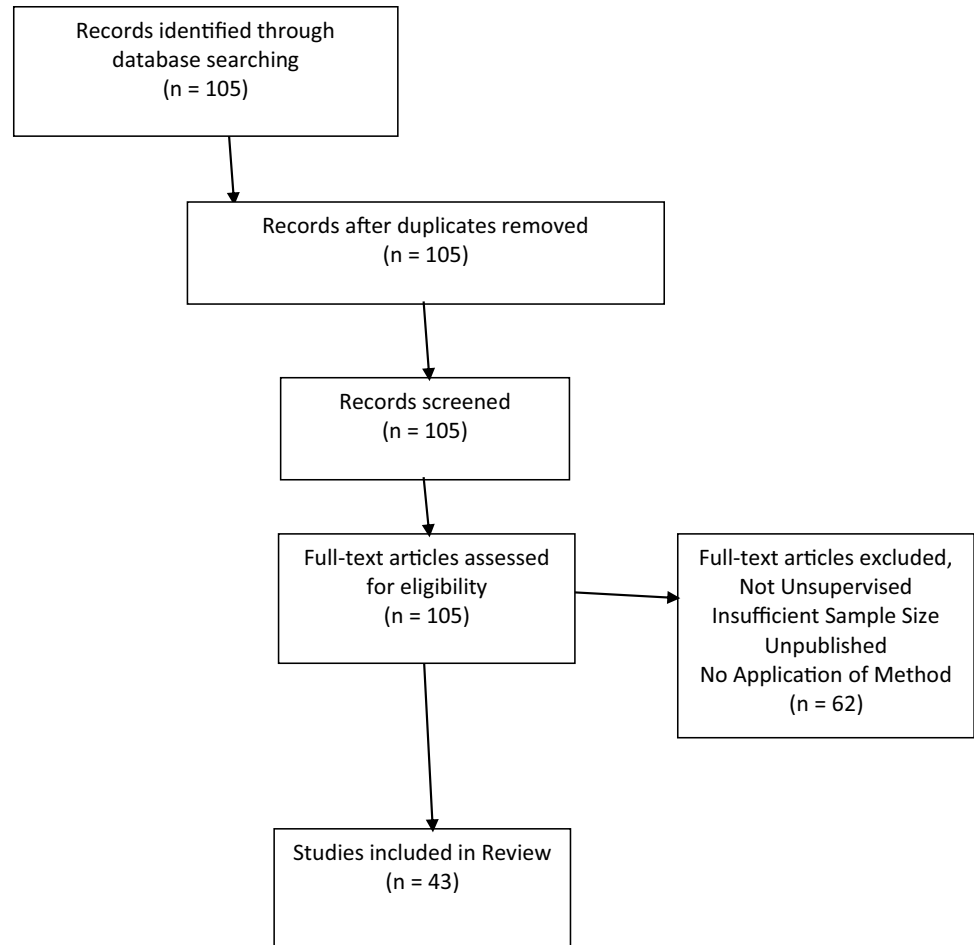 Records identified through
database searching
(n = 105)
Records after duplicates removed
(n = 105)
Records screened
(n = 105)
Full-text articles assessed
for eligibility
(n = 105)
Full-text articles excluded,
Not Unsupervised
Insufficient Sample Size
Unpublished
No Application of Method
(n = 62)
Studies included in Review
(n = 43)